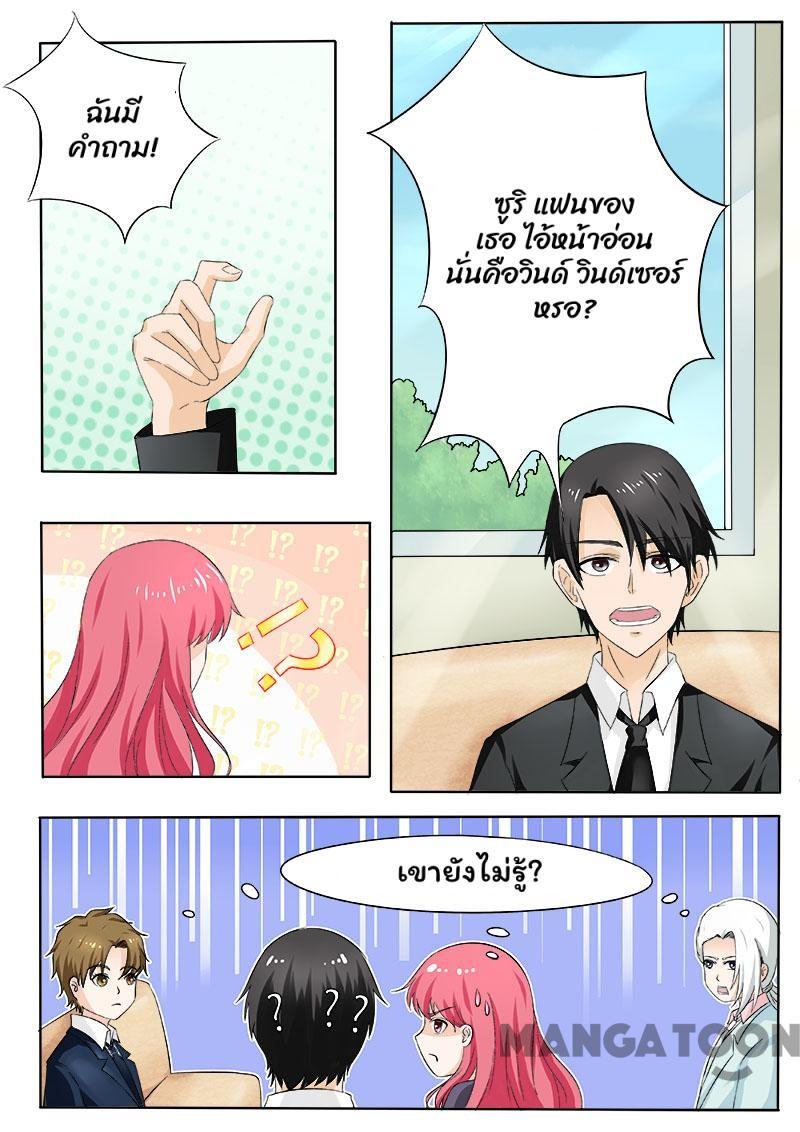 ฉันมี
คำถาม!
ซูริ แฟนของ
เธอ ไอ้หน้าอ่อน
นั่นคือวินด์ วินด์เซอร์
หรอ?
!?
เขายังไม่รู้?
? ? ?
MANGATOON